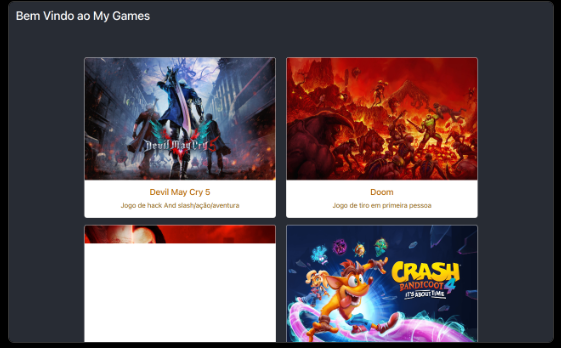 Bem Vindo ao My Games
Devil May Cry 5
Devil May Cry 5
Doom
Jogo de hack And slash/ação/aventura
Jogo de tiro em primeira pessoa
CRASH
BANDICOOT 4
IT'S ABOUT TIME